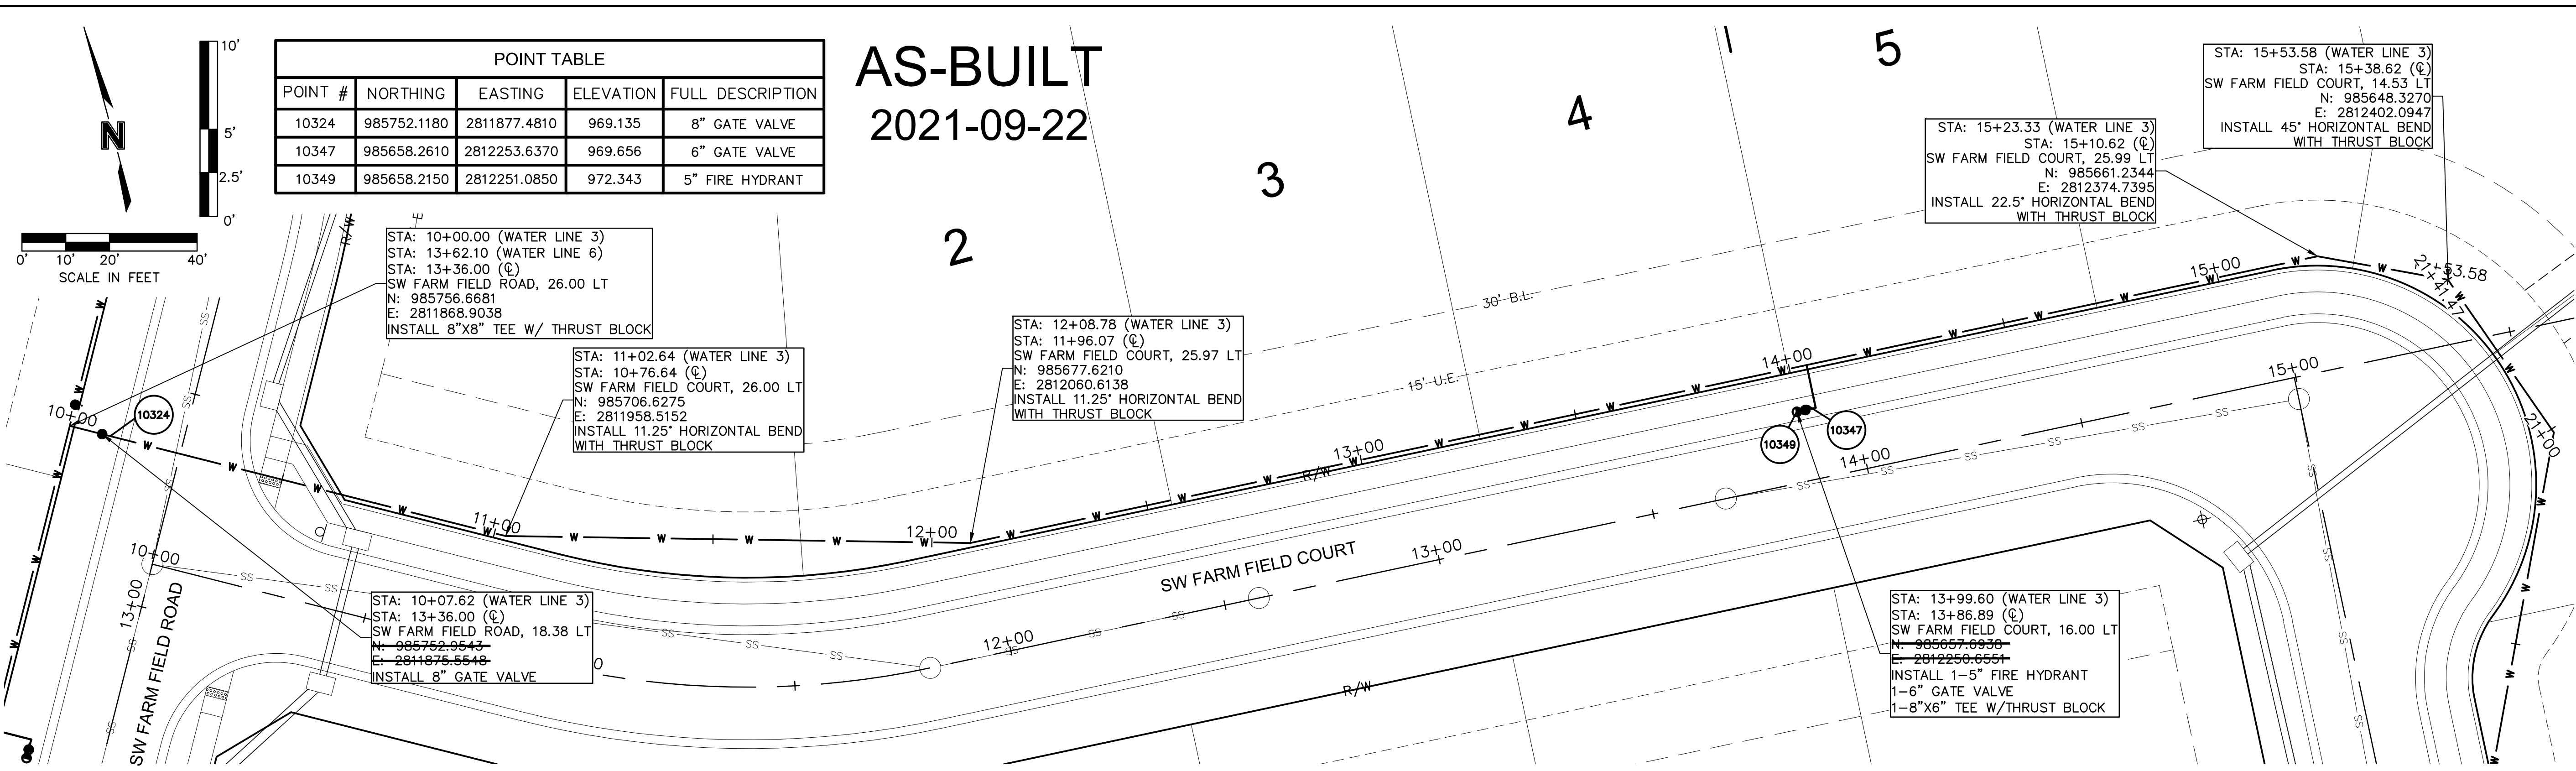 AS-BUILT
2021-09-22
POINT TABLE
POINT # NORTHING EASTING ELEVATION FULL DESCRIPTION
10324 985752.1180 2811877.4810 969.135 8" GATE VALVE
10347 985658.2610 2812253.6370 969.656 6" GATE VALVE
10349 985658.2150 2812251.0850 972.343 5" FIRE HYDRANT
N
10'
5'
2.5'
0'
0' 10' 20' 40'
SCALE IN FEET
STA: 10+00.00 (WATER LINE 3)
STA: 13+62.10 (WATER LINE 6)
STA: 13+36.00 (℄)
SW FARM FIELD ROAD, 26.00 LT
N: 985756.6681
E: 2811868.9038
INSTALL 8"X8" TEE W/ THRUST BLOCK
STA: 11+02.64 (WATER LINE 3)
STA: 10+76.64 (℄)
SW FARM FIELD COURT, 26.00 LT
N: 985706.6275
E: 2811958.5152
INSTALL 11.25° HORIZONTAL BEND
WITH THRUST BLOCK
STA: 12+08.78 (WATER LINE 3)
STA: 11+96.07 (℄)
SW FARM FIELD COURT, 25.97 LT
N: 985677.6210
E: 2812060.6138
INSTALL 11.25° HORIZONTAL BEND
WITH THRUST BLOCK
STA: 15+23.33 (WATER LINE 3)
STA: 15+10.62 (℄)
SW FARM FIELD COURT, 25.99 LT
N: 985661.2344
E: 2812374.7395
INSTALL 22.5° HORIZONTAL BEND
WITH THRUST BLOCK
STA: 15+53.58 (WATER LINE 3)
STA: 15+38.62 (℄)
SW FARM FIELD COURT, 14.53 LT
N: 985648.3270
E: 2812402.0947
INSTALL 45° HORIZONTAL BEND
WITH THRUST BLOCK
STA: 10+07.62 (WATER LINE 3)
STA: 13+36.00 (℄)
SW FARM FIELD ROAD, 18.38 LT
N: 985752.9543
E: 2811875.5548
INSTALL 8" GATE VALVE
STA: 13+99.60 (WATER LINE 3)
STA: 13+86.89 (℄)
SW FARM FIELD COURT, 16.00 LT
N: 985657.6938
E: 2812250.6551
INSTALL 1-5" FIRE HYDRANT
1-6" GATE VALVE
1-8"X6" TEE W/THRUST BLOCK
2
3
4
5
30' B.L.
15' U.E.
R/W
R/W
R/W
10+00
11+00
12+00
13+00
14+00
15+00
21+41.47
+53.58
21+00
10324
10349
10347
10+00
12+00
13+00
14+00
15+00
13+00
0
SW FARM FIELD ROAD
SW FARM FIELD COURT
W
SS